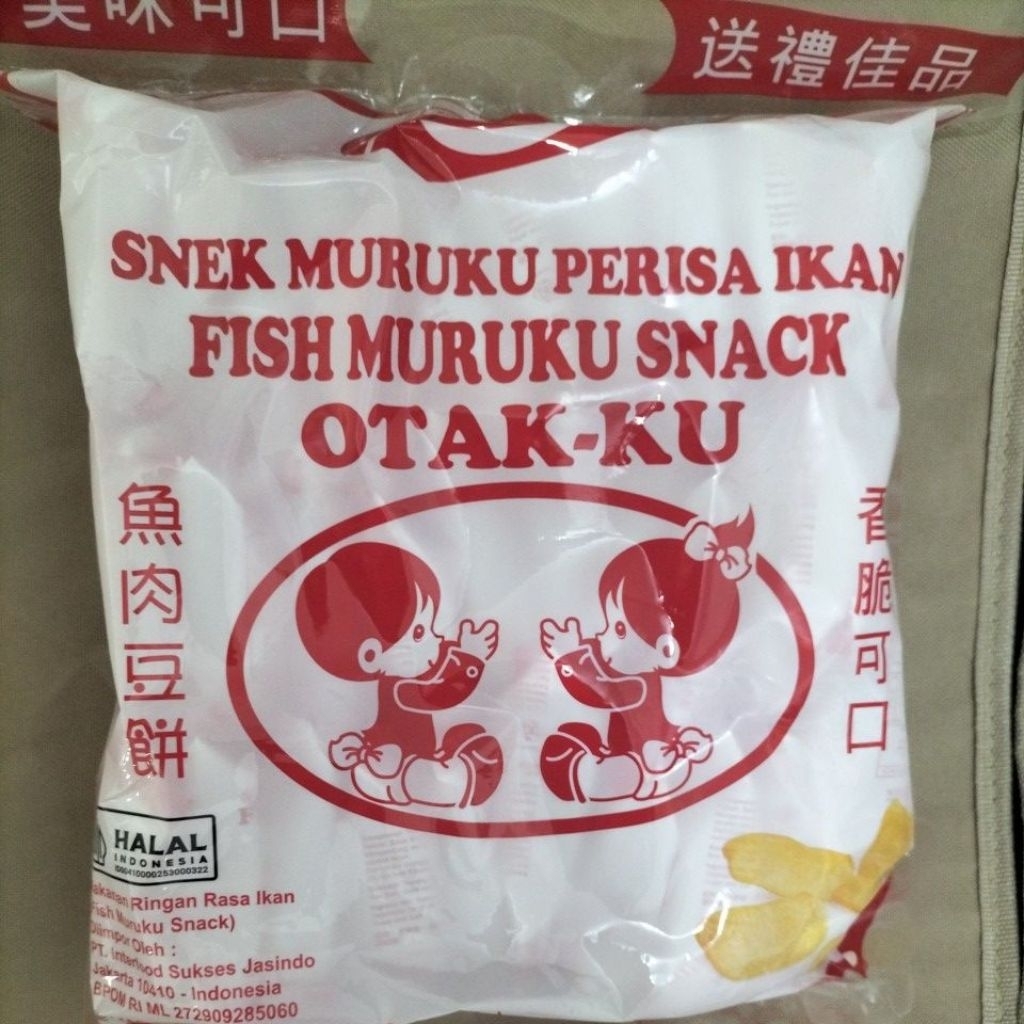 美味可口
送禮佳品
SNEK MURUKU PERISA IKAN
FISH MURUKU SNACK
OTAK-KU
魚肉豆餅
香脆可口
HALAL
INDONESIA
Ringan Rasa Ikan
Muruku Snack)
Oleh :
PT. Interfood Sukses Jasindo
Jakarta 10410 - Indonesia
BPOM RI ML 272909285060